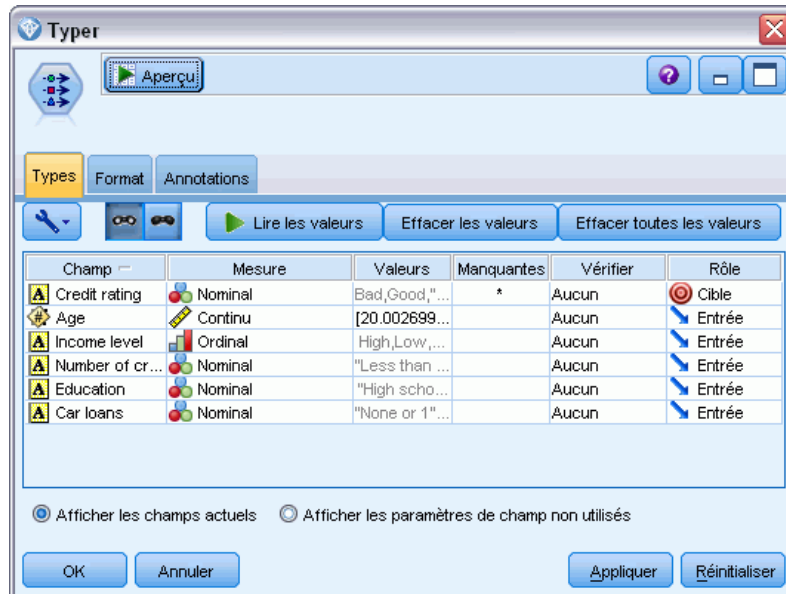 Typer
Aperçu
Types Format Annotations
Lire les valeurs Effacer les valeurs Effacer toutes les valeurs
Champ Mesure Valeurs Manquantes Vérifier Rôle
A Credit rating Nominal Bad,Good,"... * Aucun Cible
# Age Continu [20.002699... Aucun Entrée
A Income level Ordinal High,Low,... Aucun Entrée
A Number of cr... Nominal "Less than ... Aucun Entrée
A Education Nominal "High scho... Aucun Entrée
A Car loans Nominal "None or 1"... Aucun Entrée
Afficher les champs actuels Afficher les paramètres de champ non utilisés
OK Annuler Appliquer Réinitialiser